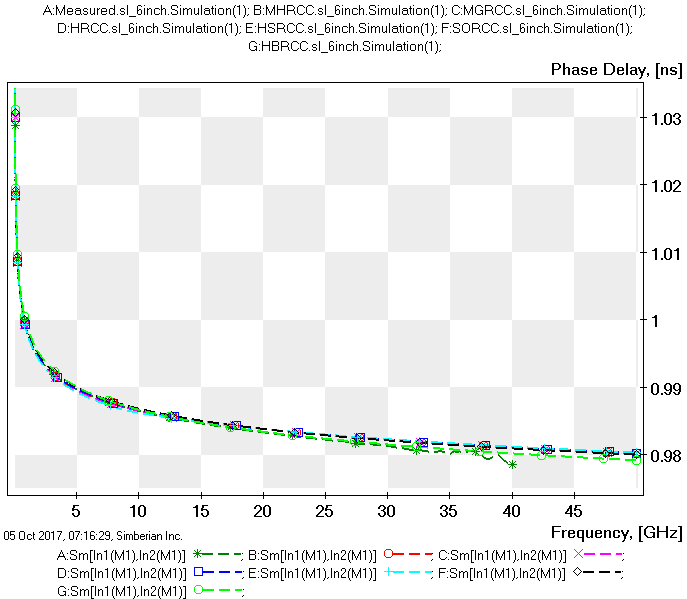 A:Measured.sl_6inch.Simulation(1); B:MHRCC.sl_6inch.Simulation(1); C:MGRCC.sl_6inch.Simulation(1);
D:HRCC.sl_6inch.Simulation(1); E:HSRCC.sl_6inch.Simulation(1); F:SORCC.sl_6inch.Simulation(1);
G:HBRCC.sl_6inch.Simulation(1);
Phase Delay, [ns]
1.03
1.02
1.01
1
0.99
0.98
5 10 15 20 25 30 35 40 45
05 Oct 2017, 07:16:29, Simberian Inc. Frequency, [GHz]
A:Sm[In1(M1),In2(M1)] ; B:Sm[In1(M1),In2(M1)] ; C:Sm[In1(M1),In2(M1)] ;
D:Sm[In1(M1),In2(M1)] ; E:Sm[In1(M1),In2(M1)] ; F:Sm[In1(M1),In2(M1)] ;
G:Sm[In1(M1),In2(M1)] ;